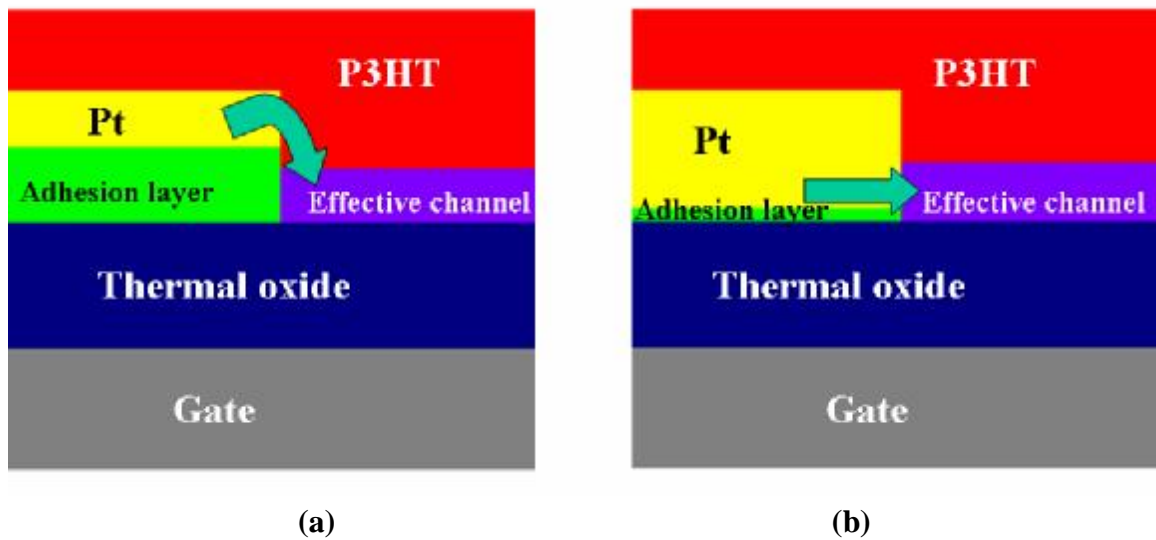 P3HT
Pt
Adhesion layer
Effective channel
Thermal oxide
Gate
(a)
P3HT
Pt
Adhesion layer
Effective channel
Thermal oxide
Gate
(b)